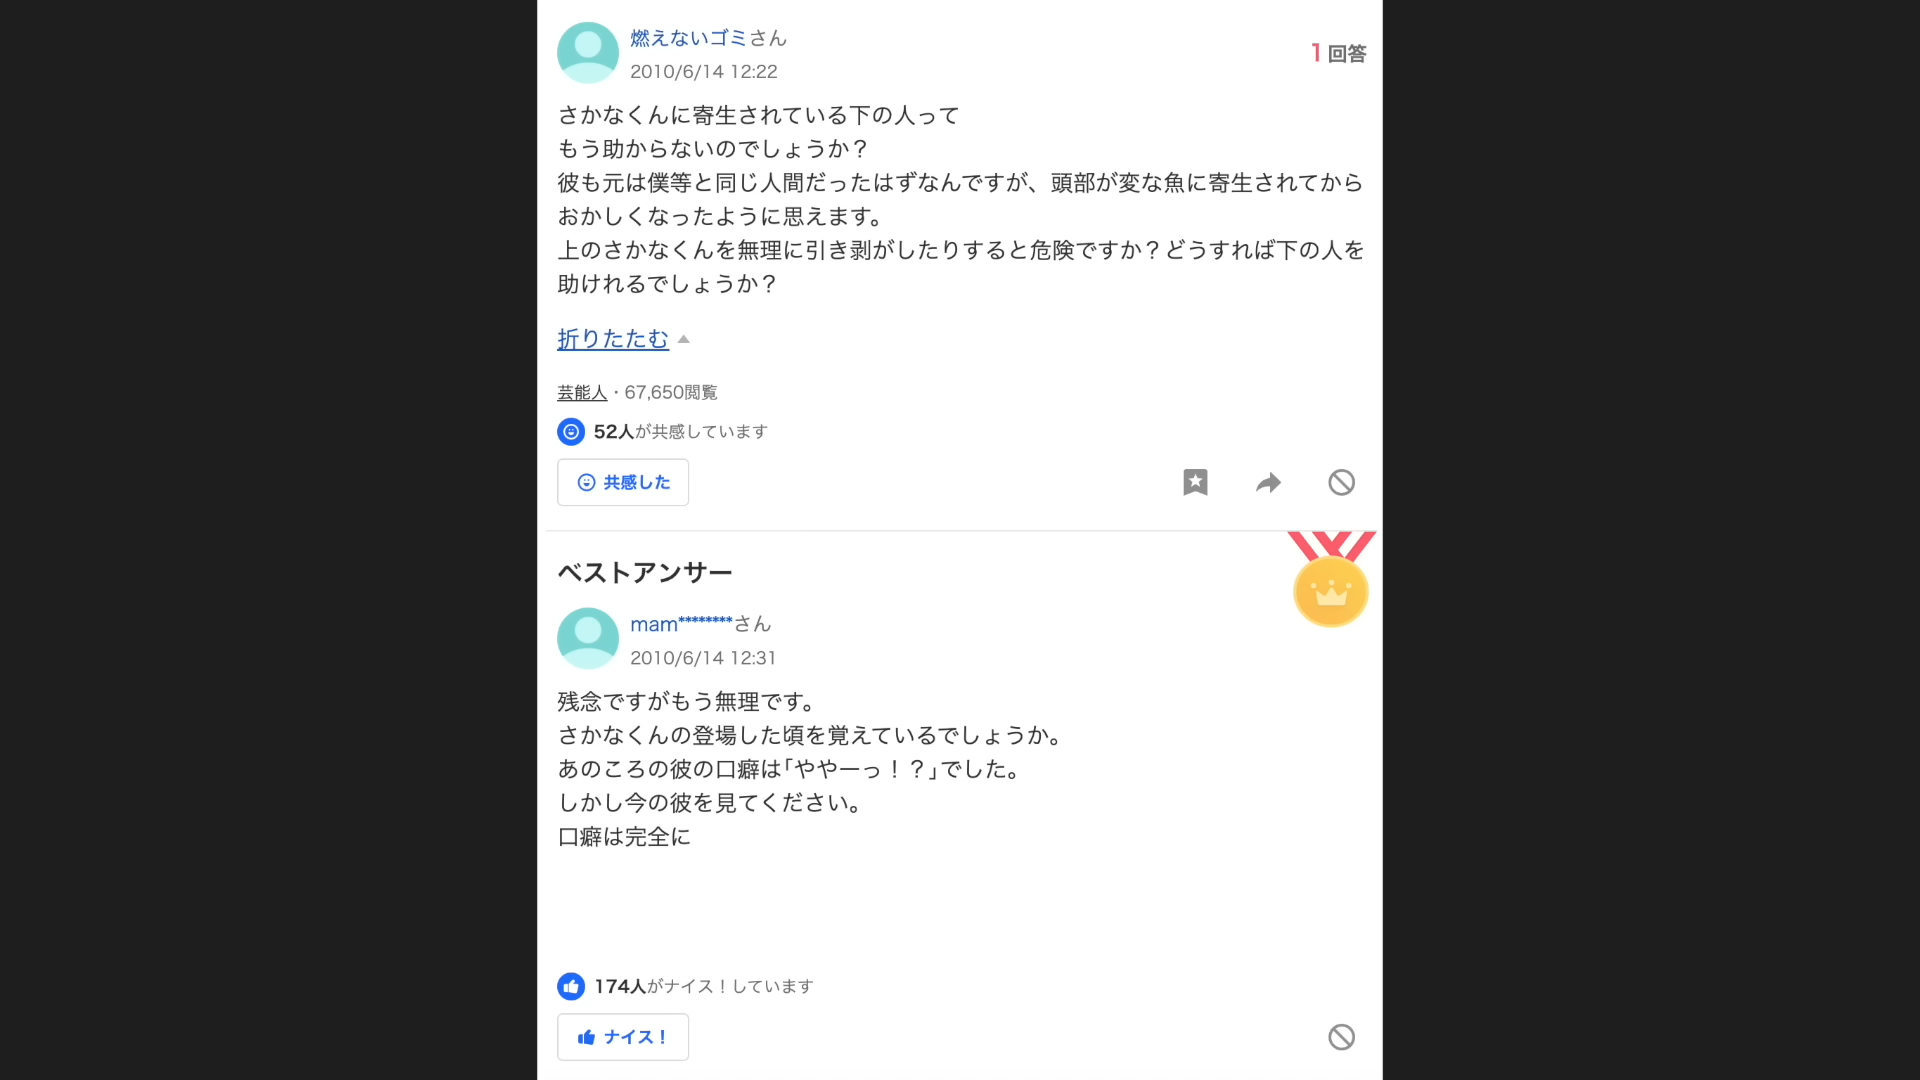 燃えないゴミさん
2010/6/14 12:22
1回答
さかなくんに寄生されている下の人って
もう助からないのでしょうか？
彼も元は僕等と同じ人間だったはずなんですが、頭部が変な魚に寄生されてから
おかしくなったように思えます。
上のさかなくんを無理に引き剥がしたりすると危険ですか？どうすれば下の人を
助けれるでしょうか？
折りたたむ
芸能人・67,650閲覧
52人が共感しています
共感した
ベストアンサー
mam********さん
2010/6/14 12:31
残念ですがもう無理です。
さかなくんの登場した頃を覚えているでしょうか。
あのころの彼の口癖は「ややーっ！？」でした。
しかし今の彼を見てください。
口癖は完全に
174人がナイス！しています
ナイス！